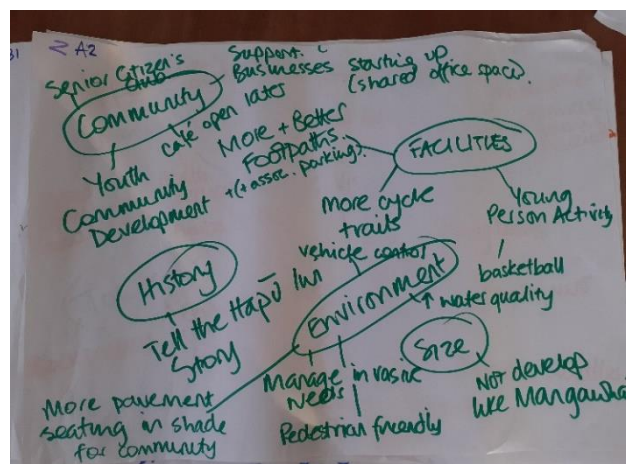 A2
Senior Citizen's
Club
Community
Support
Businesses
starting up
(shared office space).
café open later
Youth
Community
Development
More + Better
Footpaths.
+(+ assoc. parking).
FACILITIES
more cycle
trails
Young
Person Activity
basketball
History
Tell the Hapū / Iwi
Story
vehicle control
Environment
↑ water quality
Manage invasive
Pedestrian friendly
More pavement
seating in shade
for community
Size
Not develop
like